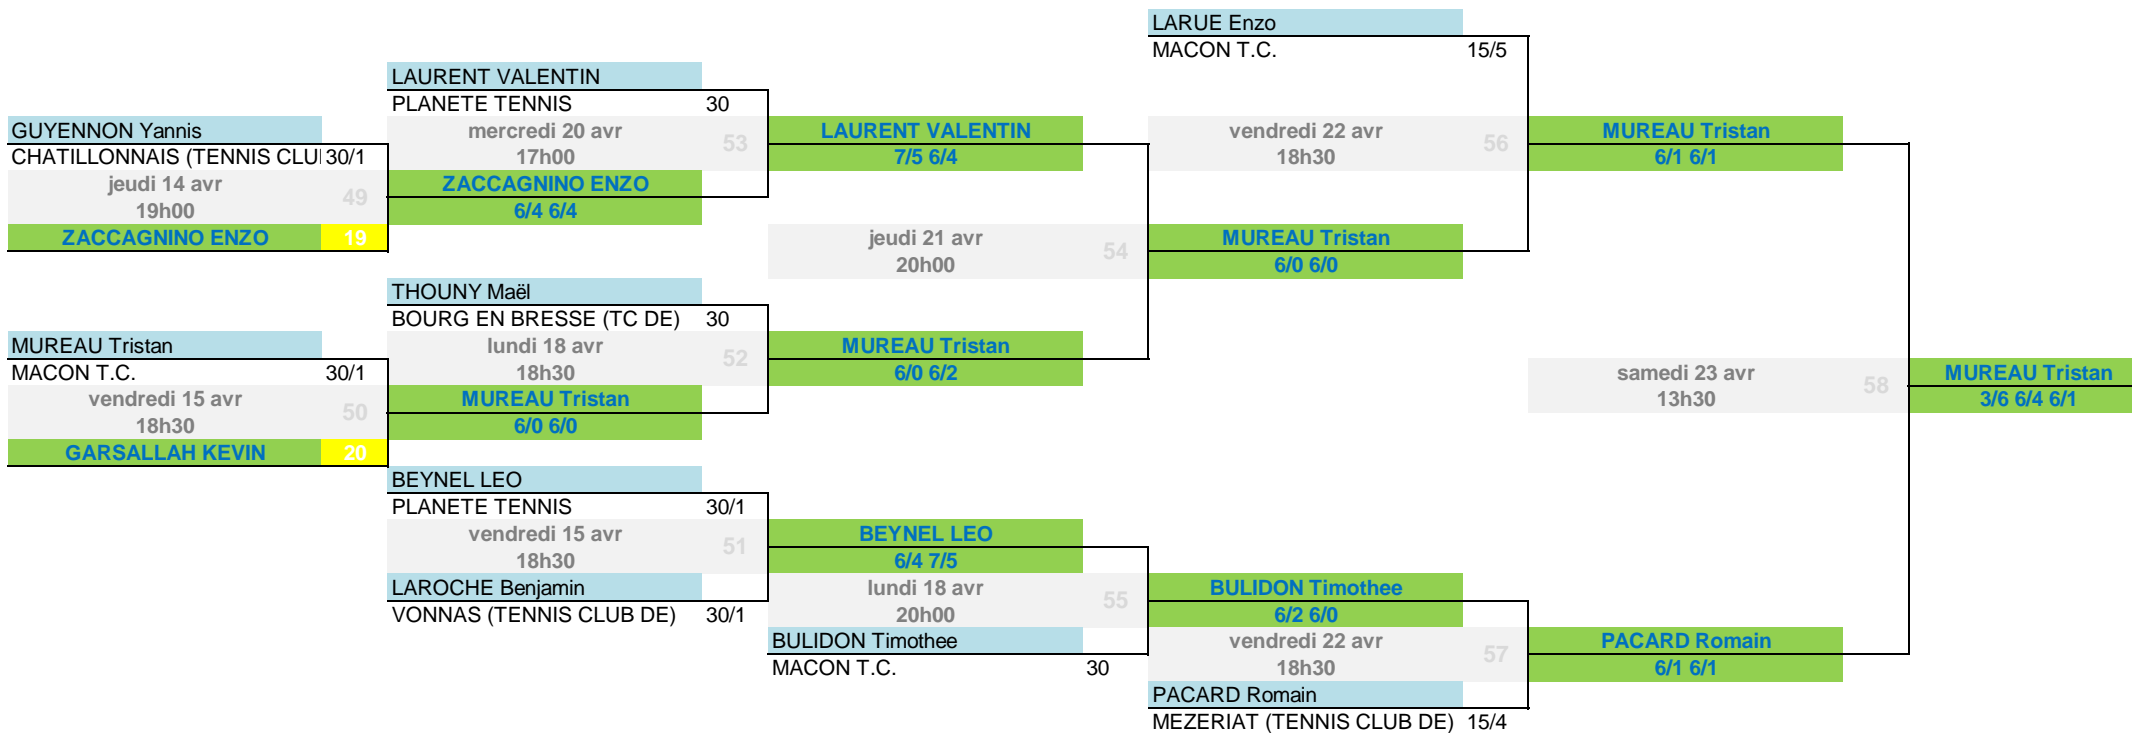 LARUE Enzo
MACON T.C. 15/5
LAURENT VALENTIN
PLANETE TENNIS 30
GUYENNON Yannis
mercredi 20 avr
53
LAURENT VALENTIN
vendredi 22 avr
56
MUREAU Tristan
CHATILLONNAIS (TENNIS CLU 30/1
17h00
7/5 6/4
18h30
6/1 6/1
jeudi 14 avr
49
ZACCAGNINO ENZO
19h00
6/4 6/4
ZACCAGNINO ENZO 19
jeudi 21 avr
54
MUREAU Tristan
20h00
6/0 6/0
THOUNY Maël
BOURG EN BRESSE (TC DE) 30
MUREAU Tristan
lundi 18 avr
52
MUREAU Tristan
MACON T.C. 30/1
18h30
6/0 6/2
samedi 23 avr
58
MUREAU Tristan
vendredi 15 avr
50
MUREAU Tristan
13h30
3/6 6/4 6/1
18h30
6/0 6/0
GARSALLAH KEVIN 20
BEYNEL LEO
PLANETE TENNIS 30/1
vendredi 15 avr
51
BEYNEL LEO
18h30
6/4 7/5
LAROCHE Benjamin
lundi 18 avr
55
BULIDON Timothee
VONNAS (TENNIS CLUB DE) 30/1
20h00
6/2 6/0
BULIDON Timothee
vendredi 22 avr
57
PACARD Romain
MACON T.C. 30
18h30
6/1 6/1
PACARD Romain
MEZERIAT (TENNIS CLUB DE) 15/4